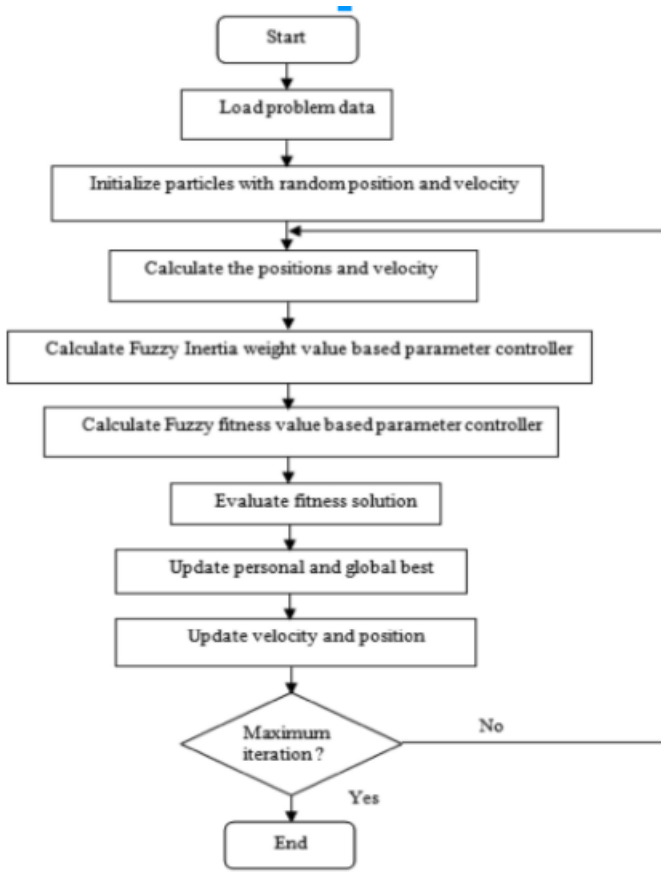 Start
Load problem data
Initialize particles with random position and velocity
Calculate the positions and velocity
Calculate Fuzzy Inertia weight value based parameter controller
Calculate Fuzzy fitness value based parameter controller
Evaluate fitness solution
Update personal and global best
Update velocity and position
Maximum
iteration?
No
Yes
End